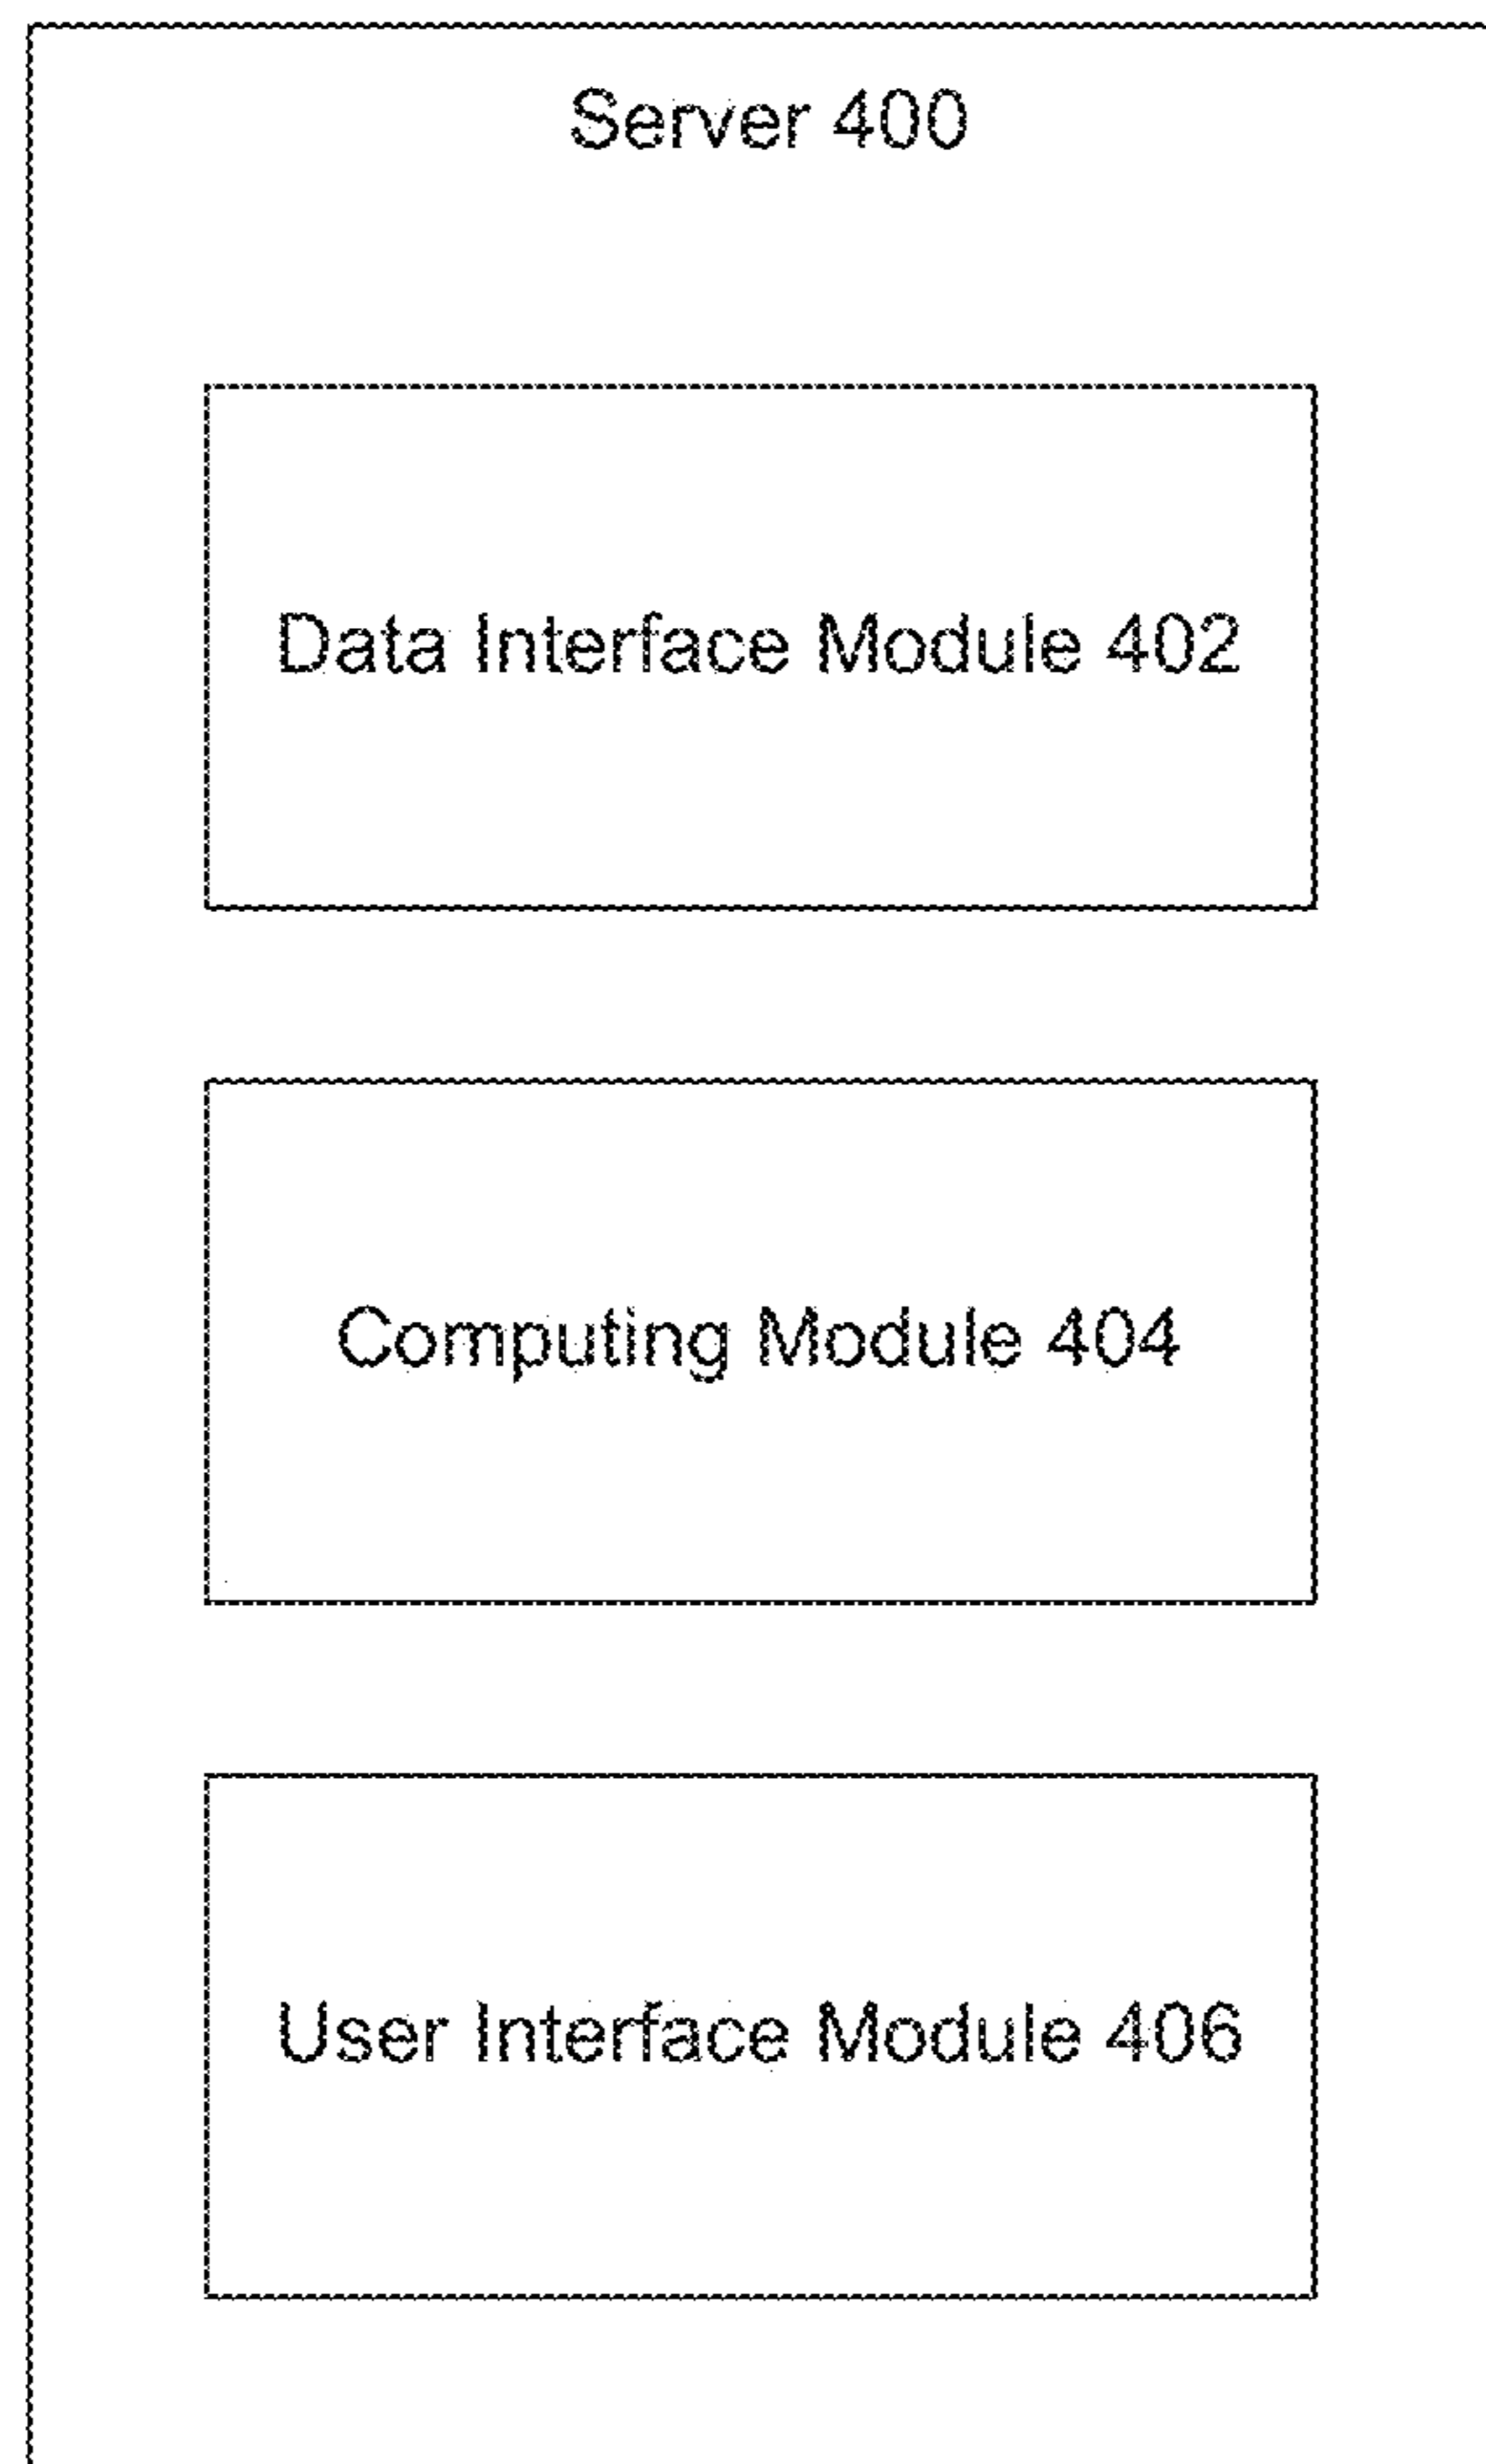 Server 400
Data Interface Module 402
Computing Module 404
User Interface Module 406